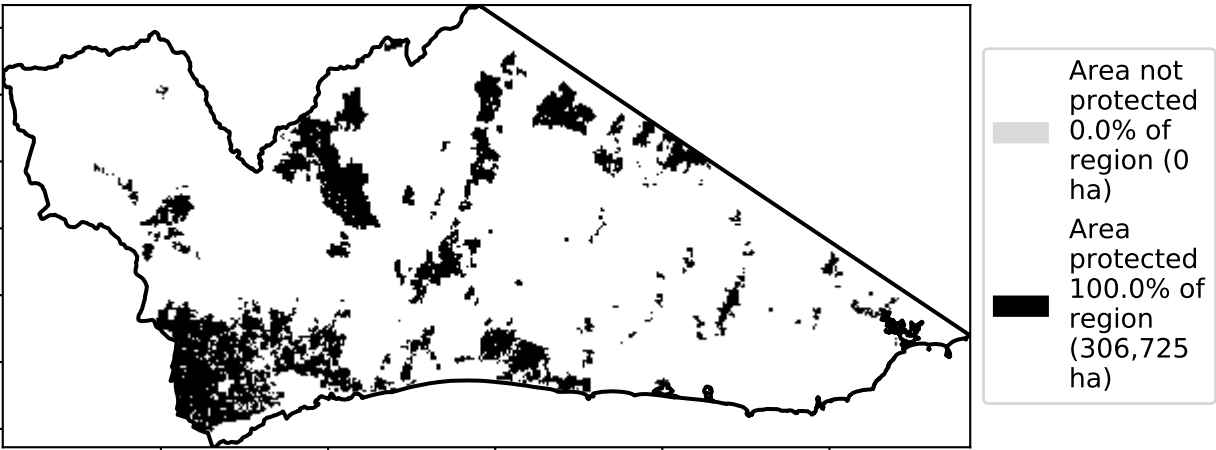 Area not
protected
0.0% of
region (0
ha)
Area
protected
100.0% of
region
(306,725
ha)